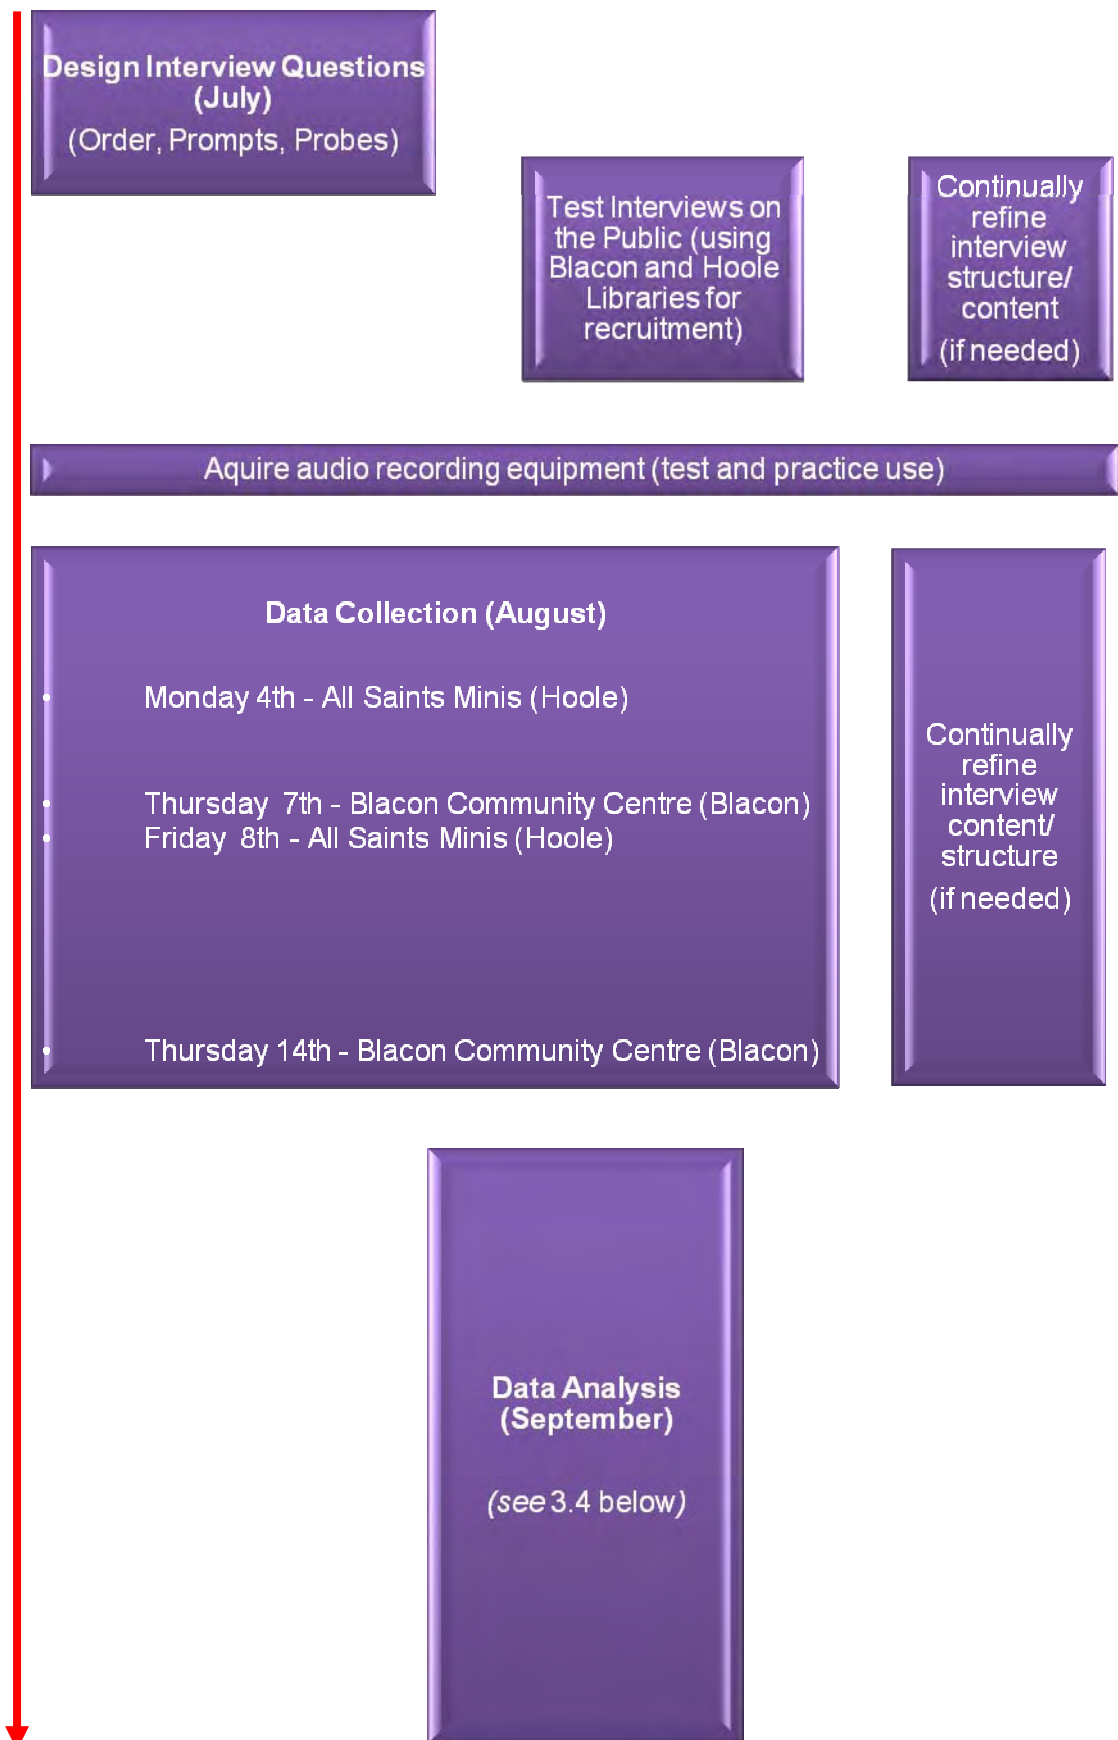 Design Interview Questions
(July)
(Order, Prompts, Probes)
Test Interviews on
the Public (using
Blacon and Hoole
Libraries for
recruitment)
Continually
refine
interview
structure/
content
(if needed)
Aquire audio recording equipment (test and practice use)
Data Collection (August)
• Monday 4th - All Saints Minis (Hoole)
• Thursday 7th - Blacon Community Centre (Blacon)
• Friday 8th - All Saints Minis (Hoole)
• Thursday 14th - Blacon Community Centre (Blacon)
Continually
refine
interview
content/
structure
(if needed)
Data Analysis
(September)
(see 3.4 below)